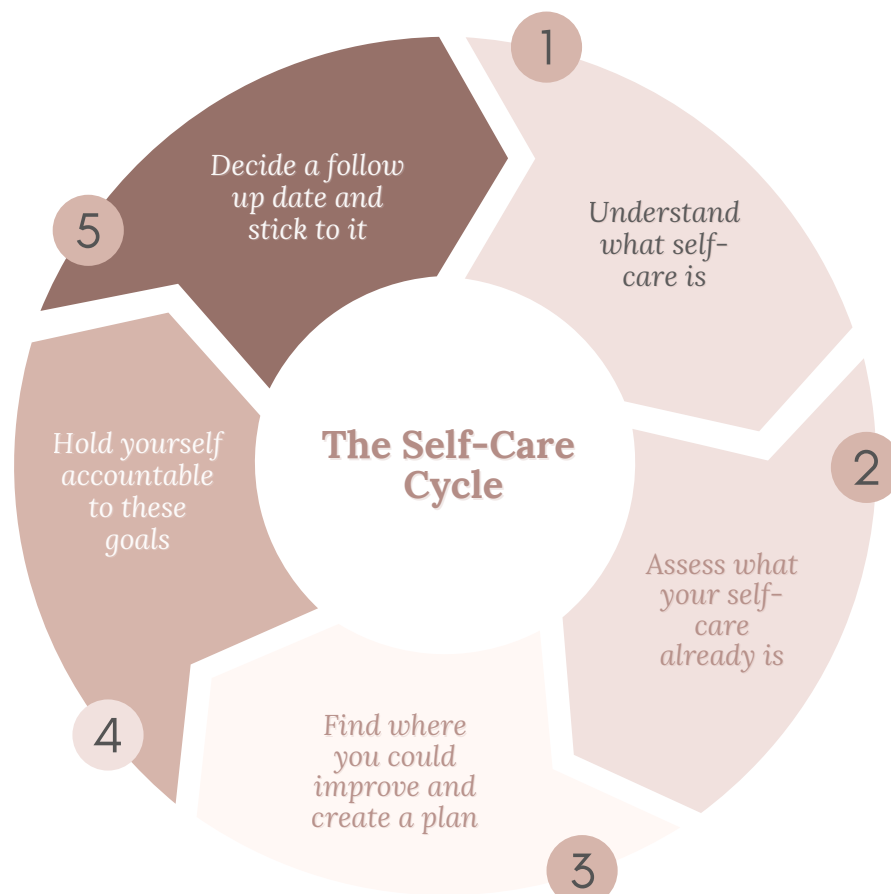 1
Understand
what self-
care is
2
Assess what
your self-
care
already is
3
Find where
you could
improve and
create a plan
4
Hold yourself
accountable
to these
goals
5
Decide a follow
up date and
stick to it
The Self-Care
Cycle